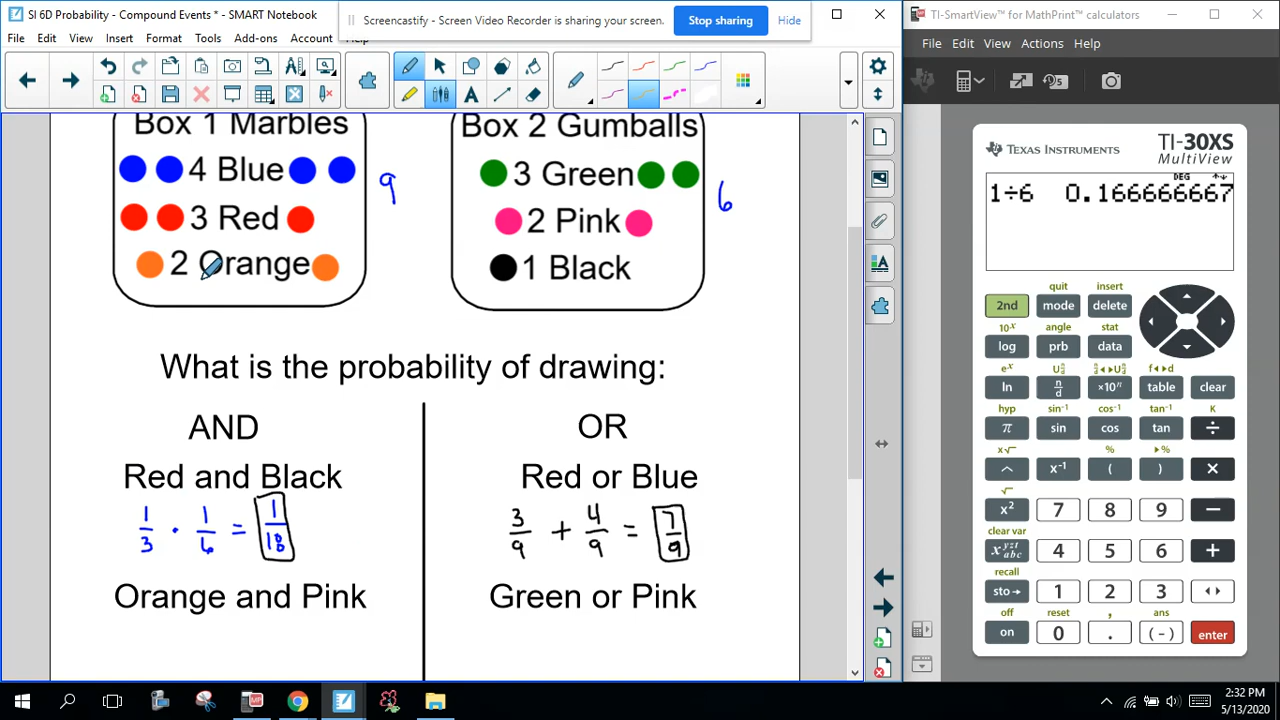 SI 6D Probability - Compound Events * - SMART Notebook
Screencastify - Screen Video Recorder is sharing your screen.
Stop sharing
Hide
File Edit View Insert Format Tools Add-ons Account
Box 1 Marbles
4 Blue
3 Red
2 Orange
9
Box 2 Gumballs
3 Green
2 Pink
1 Black
6
What is the probability of drawing:
AND
Red and Black
1/3 · 1/6 = 1/18
Orange and Pink
OR
Red or Blue
3/9 + 4/9 = 7/9
Green or Pink
TI-SmartView™ for MathPrint™ calculators
File Edit View Actions Help
TEXAS INSTRUMENTS
TI-30XS
MultiView™
DEG
1÷6 0.166666667
quit insert
2nd mode delete
10ˣ angle stat
log prb data
eˣ f◄►d
ln n/d ×10ⁿ table clear
hyp sin⁻¹ cos⁻¹ tan⁻¹ K
π sin cos tan ÷
x√ % ►%
^ x⁻¹ ( ) ×
√
x² 7 8 9 −
clear var
x yzt abc 4 5 6 +
recall
sto→ 1 2 3
off reset , ans
on 0 . (−) enter
2:32 PM
5/13/2020